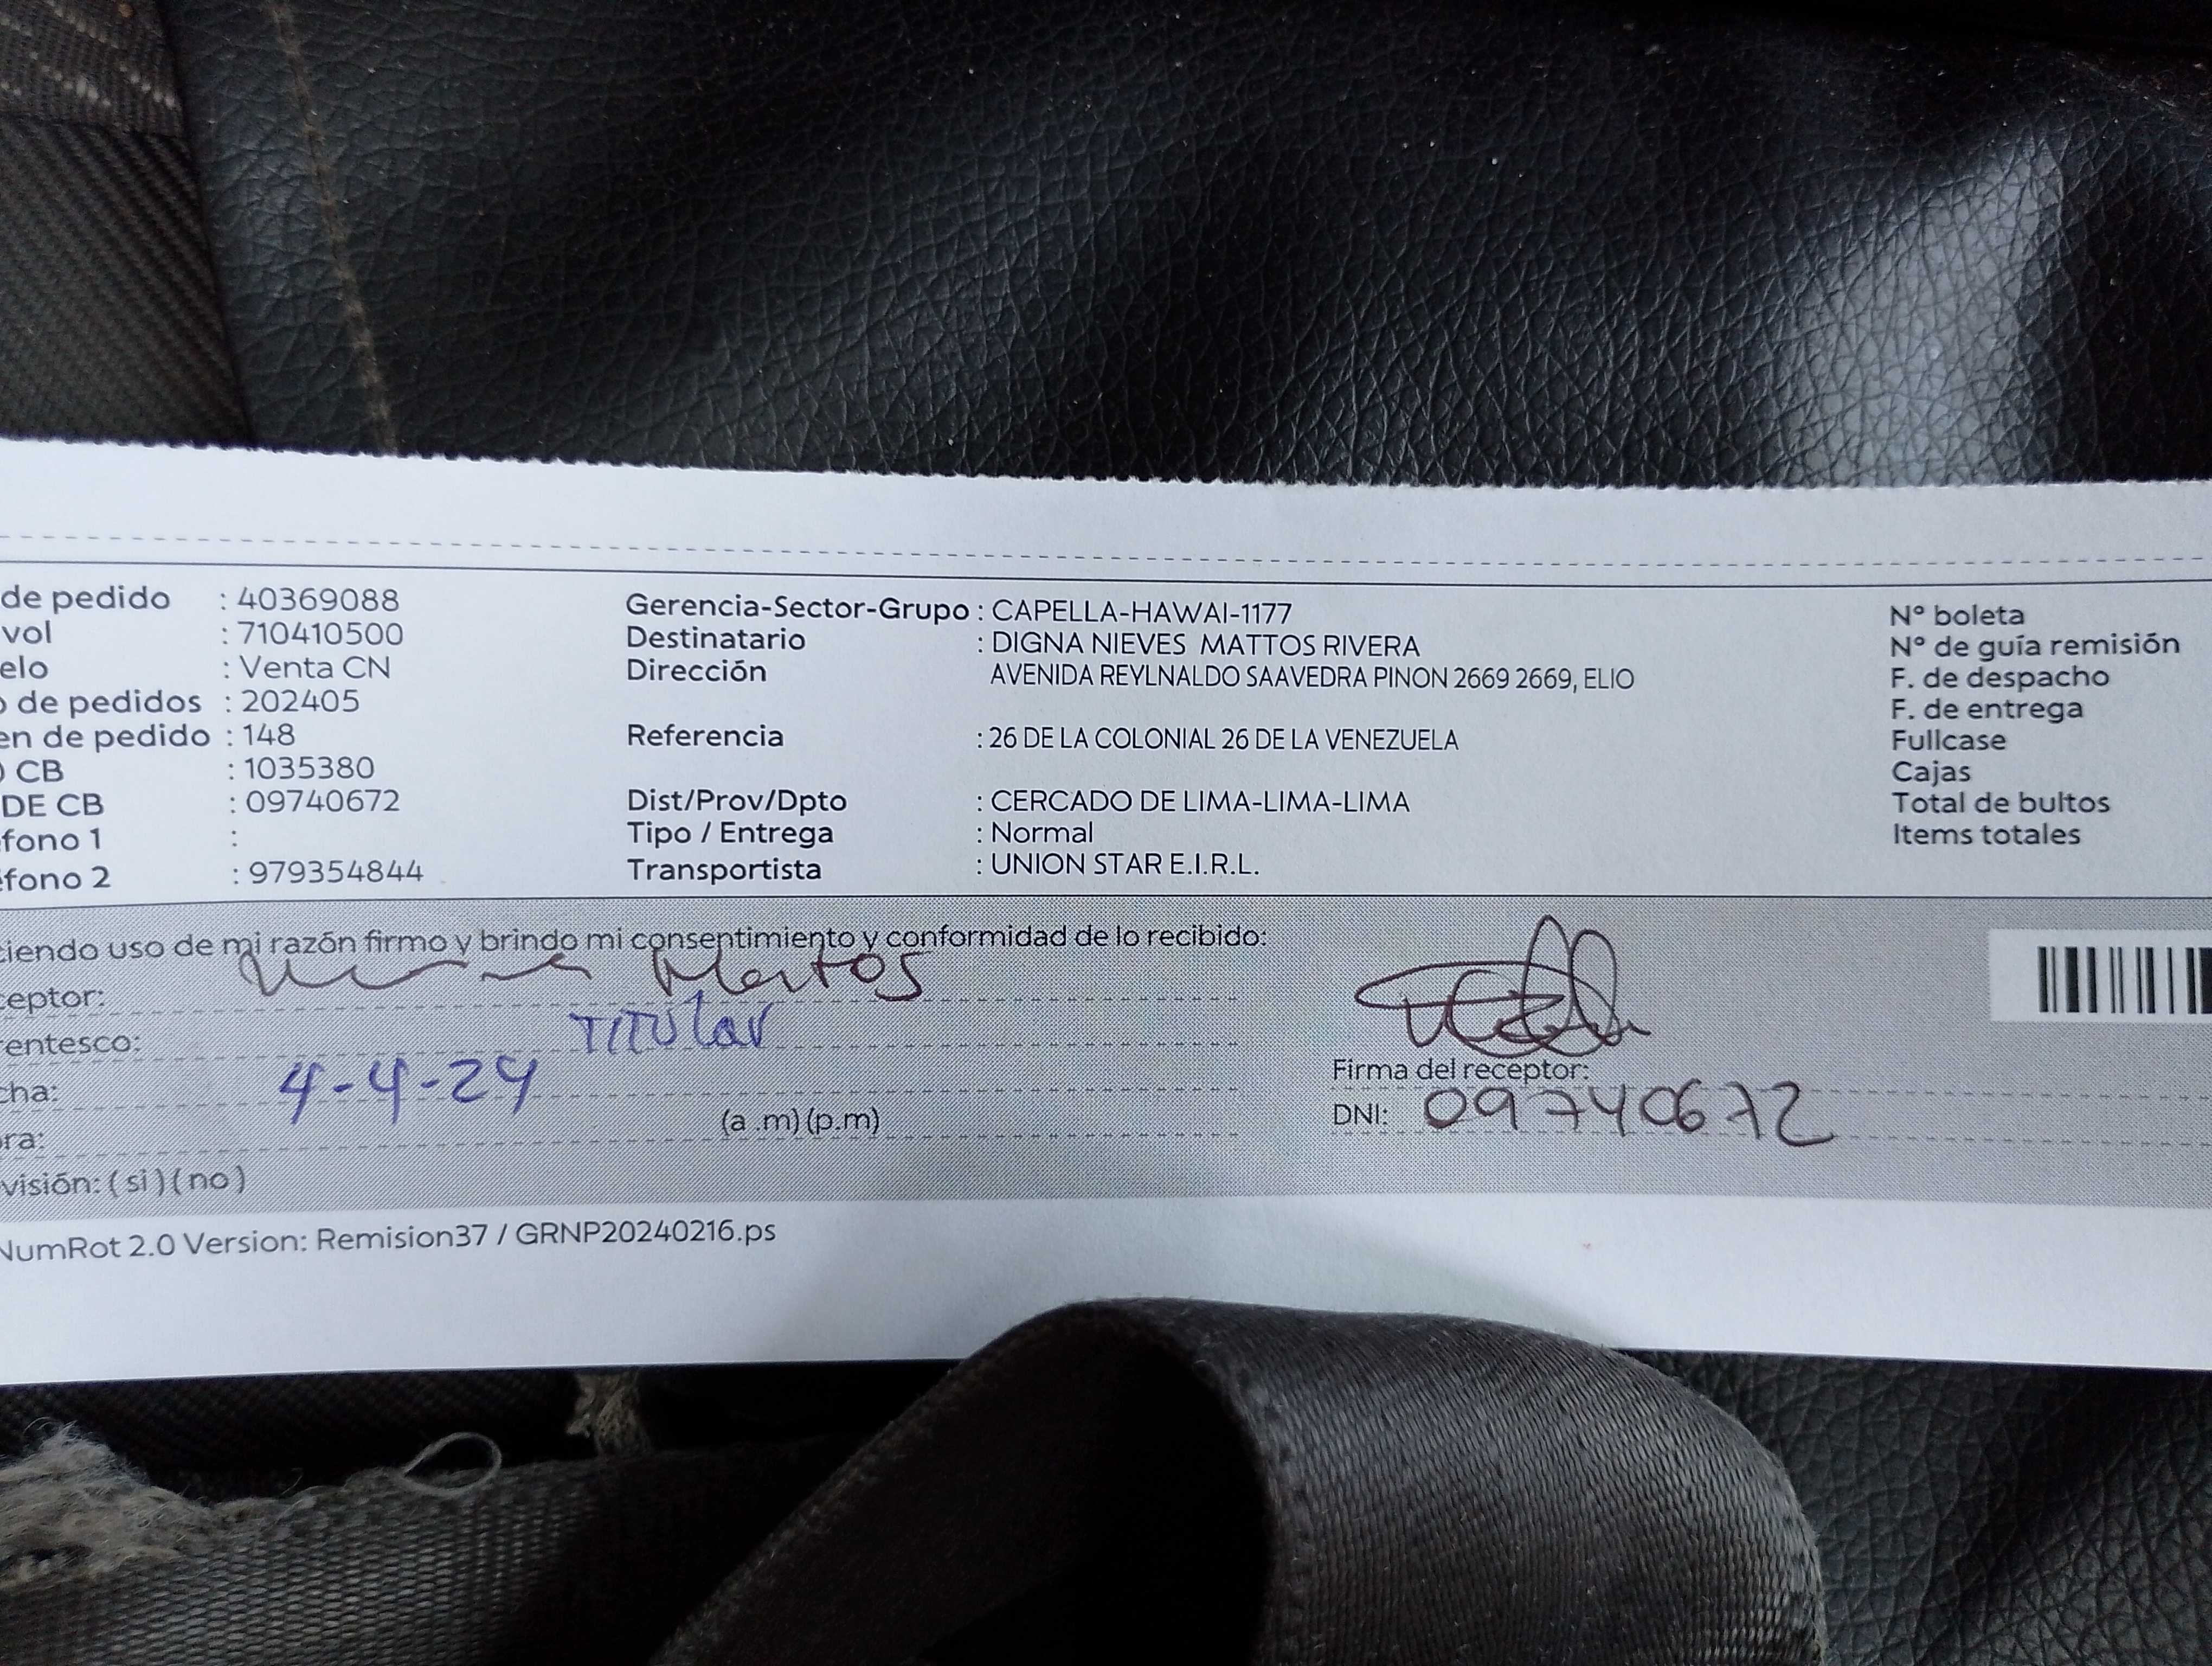 de pedido : 40369088 Gerencia-Sector-Grupo : CAPELLA-HAWAI-1177 N° boleta
vol : 710410500 Destinatario : DIGNA NIEVES MATTOS RIVERA N° de guía remisión
elo : Venta CN Dirección AVENIDA REYLNALDO SAAVEDRA PINON 2669 2669, ELIO F. de despacho
o de pedidos : 202405 F. de entrega
en de pedido : 148 Referencia : 26 DE LA COLONIAL 26 DE LA VENEZUELA Fullcase
CB : 1035380 Cajas
DE CB : 09740672 Dist/Prov/Dpto : CERCADO DE LIMA-LIMA-LIMA Total de bultos
fono 1 : Tipo / Entrega : Normal Items totales
éfono 2 : 979354844 Transportista : UNION STAR E.I.R.L.
ciendo uso de mi razón firmo y brindo mi consentimiento y conformidad de lo recibido:
ceptor: Mattos
rentesco: TITULar
cha: 4-4-24 Firma del receptor:
ora: (a .m) (p.m) DNI: 09740672
visión: ( si ) ( no )
NumRot 2.0 Version: Remision37 / GRNP20240216.ps